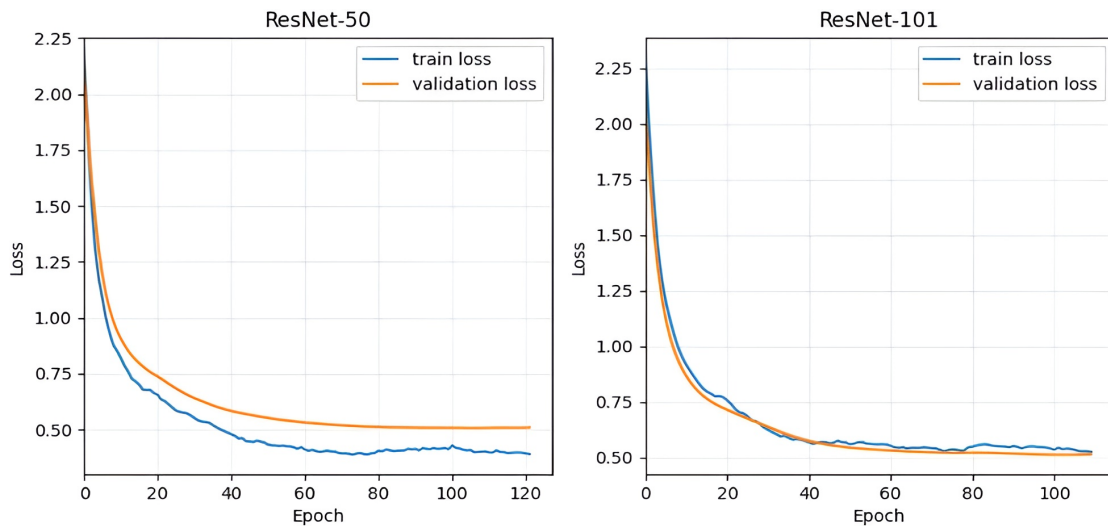 ResNet-50
2.25
2.00
1.75
1.50
1.25
1.00
0.75
0.50
Loss
train loss
validation loss
0 20 40 60 80 100 120
Epoch
ResNet-101
2.25
2.00
1.75
1.50
1.25
1.00
0.75
0.50
Loss
train loss
validation loss
0 20 40 60 80 100
Epoch